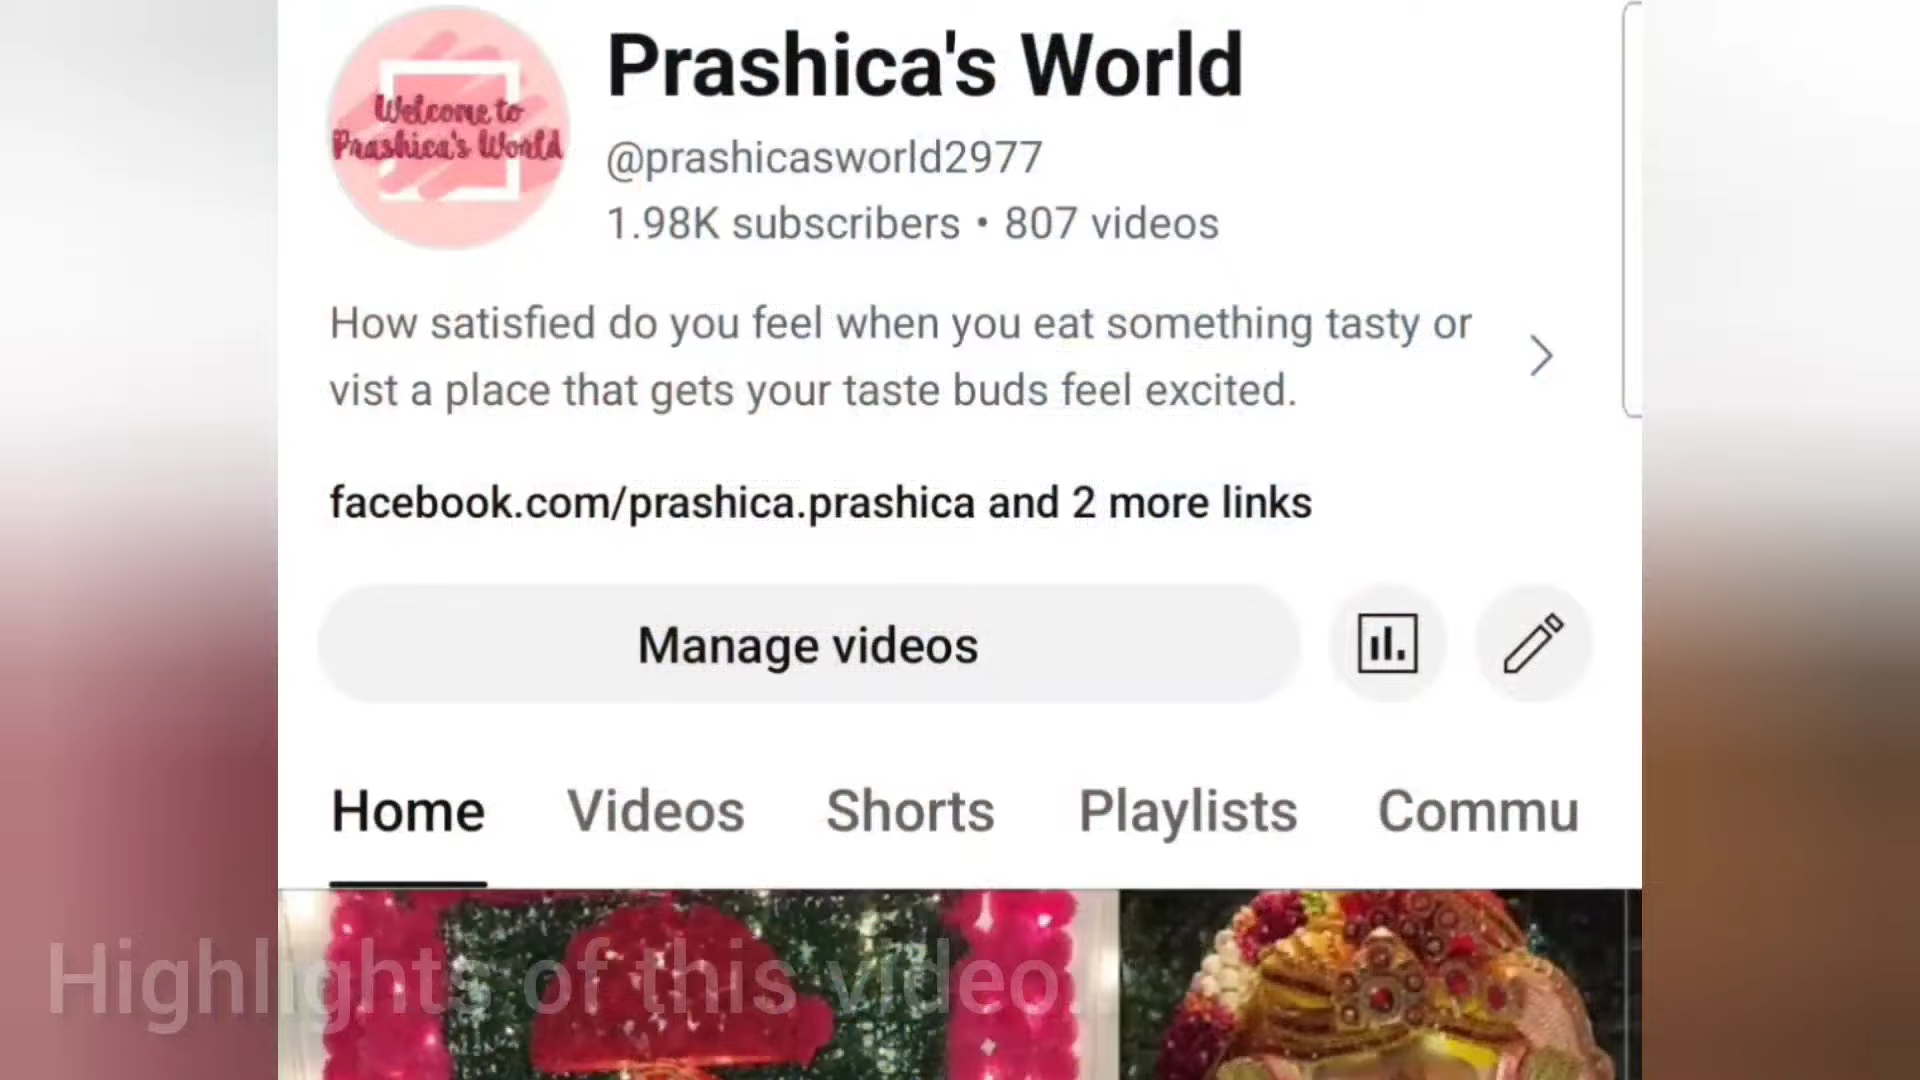 Welcome to
Prashica's World
Prashica's World
@prashicasworld2977
1.98K subscribers • 807 videos
How satisfied do you feel when you eat something tasty or
vist a place that gets your taste buds feel excited.
facebook.com/prashica.prashica and 2 more links
Manage videos
Home Videos Shorts Playlists Commu
Highlights of this video..